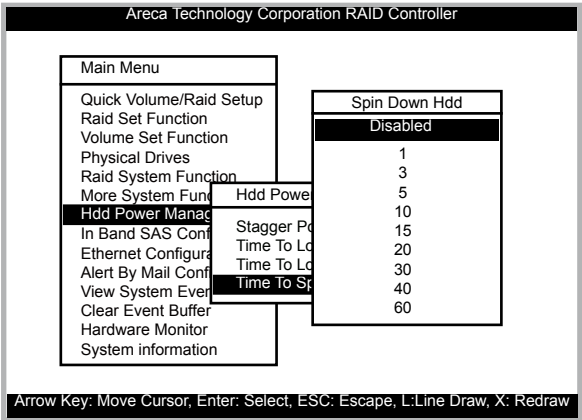 Areca Technology Corporation RAID Controller
Main Menu
Quick Volume/Raid Setup
Raid Set Function
Volume Set Function
Physical Drives
Raid System Function
More System Func
Hdd Power Manag
In Band SAS Conf
Ethernet Configura
Alert By Mail Conf
View System Even
Clear Event Buffer
Hardware Monitor
System information
Hdd Power
Stagger Po
Time To Lo
Time To Lo
Time To Sp
Spin Down Hdd
Disabled
1
3
5
10
15
20
30
40
60
Arrow Key: Move Cursor, Enter: Select, ESC: Escape, L:Line Draw, X: Redraw